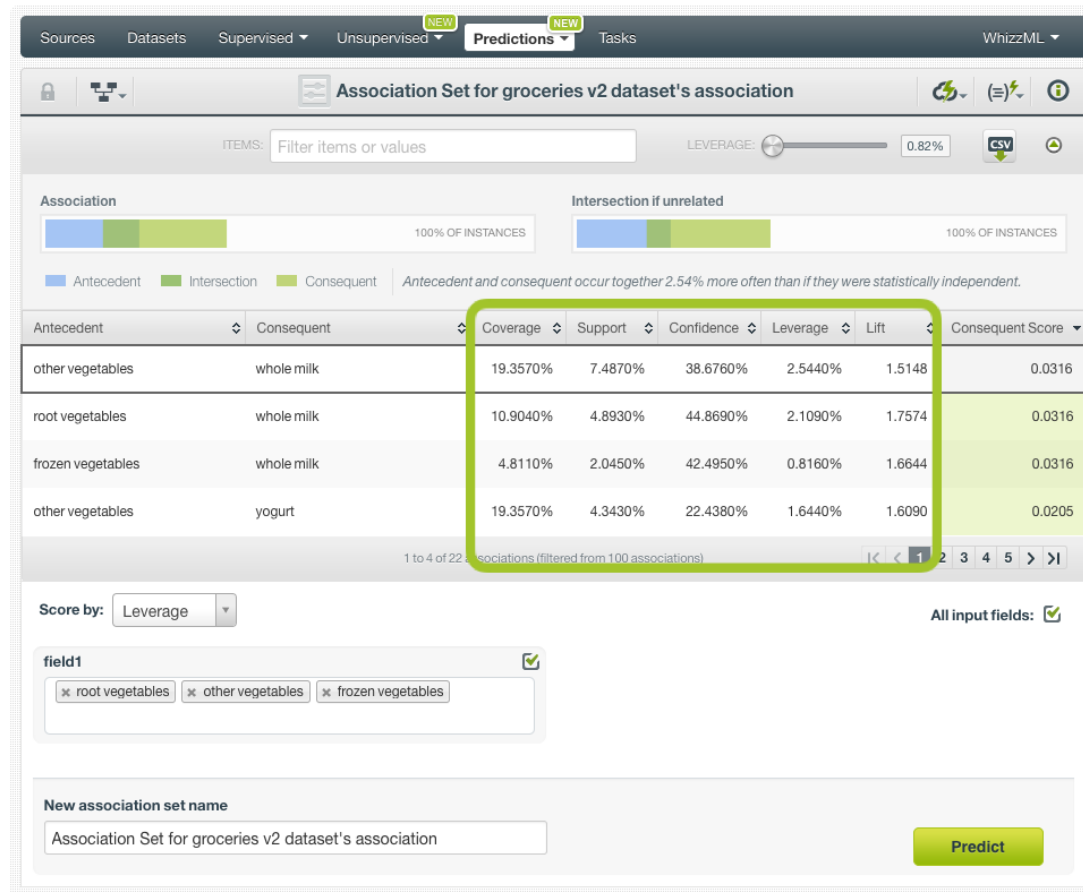 NEW NEW
Sources Datasets Supervised Unsupervised Predictions Tasks WhizzML
Association Set for groceries v2 dataset's association
ITEMS: Filter items or values LEVERAGE: 0.82% CSV
Association Intersection if unrelated
100% OF INSTANCES 100% OF INSTANCES
Antecedent Intersection Consequent Antecedent and consequent occur together 2.54% more often than if they were statistically independent.
Antecedent Consequent Coverage Support Confidence Leverage Lift Consequent Score
other vegetables whole milk 19.3570% 7.4870% 38.6760% 2.5440% 1.5148 0.0316
root vegetables whole milk 10.9040% 4.8930% 44.8690% 2.1090% 1.7574 0.0316
frozen vegetables whole milk 4.8110% 2.0450% 42.4950% 0.8160% 1.6644 0.0316
other vegetables yogurt 19.3570% 4.3430% 22.4380% 1.6440% 1.6090 0.0205
1 to 4 of 22 associations (filtered from 100 associations) 1 2 3 4 5
Score by: Leverage All input fields:
field1
× root vegetables × other vegetables × frozen vegetables
New association set name
Association Set for groceries v2 dataset's association
Predict